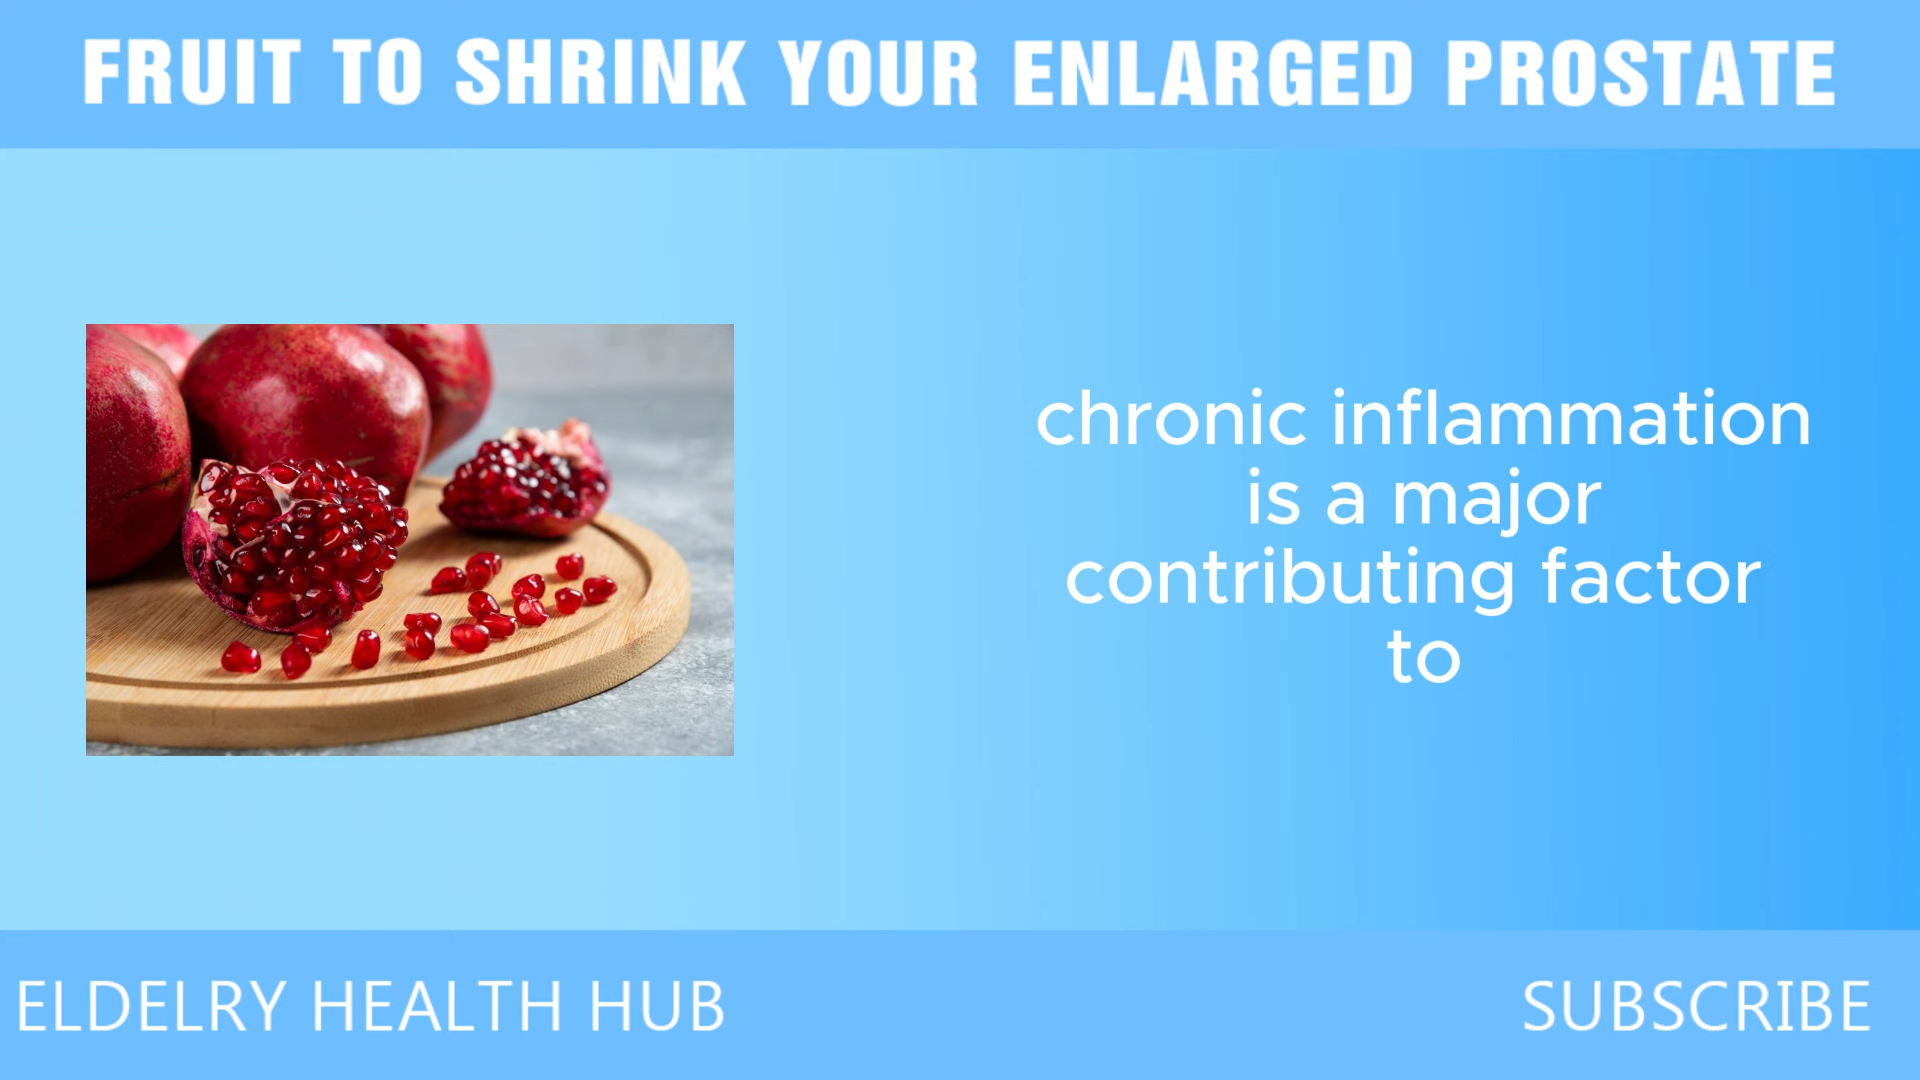 FRUIT TO SHRINK YOUR ENLARGED PROSTATE
chronic inflammation
is a major
contributing factor
to
ELDELRY HEALTH HUB
SUBSCRIBE